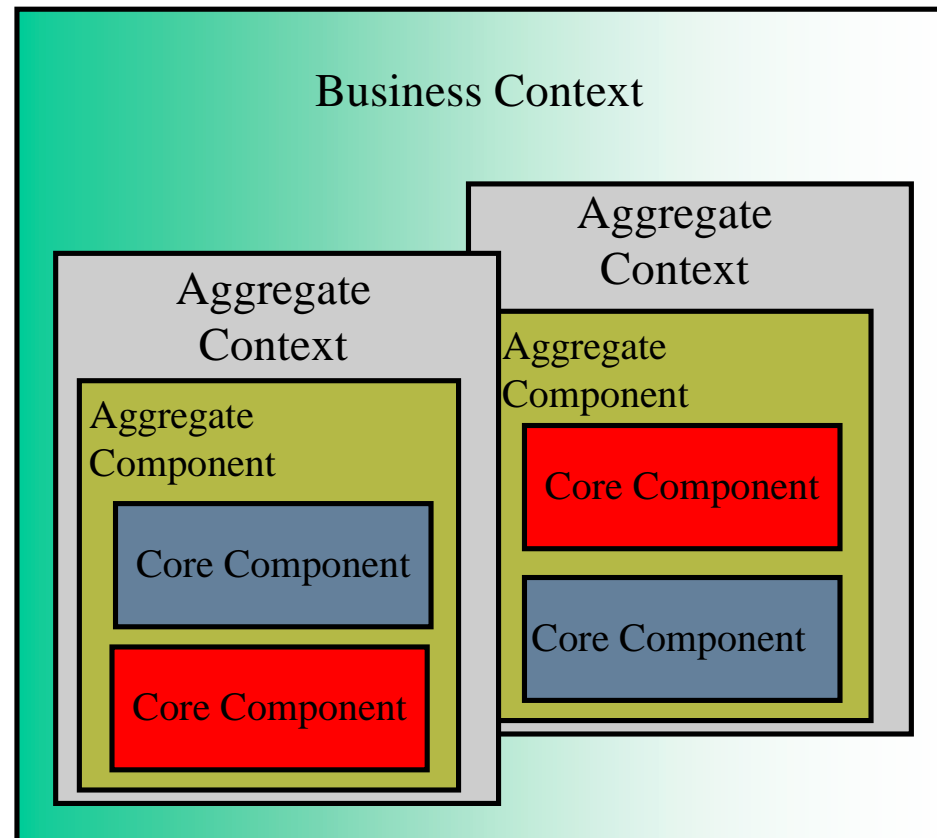 Business Context
Aggregate
Context
Aggregate
Component
Core Component
Core Component
Aggregate
Context
Aggregate
Component
Core Component
Core Component